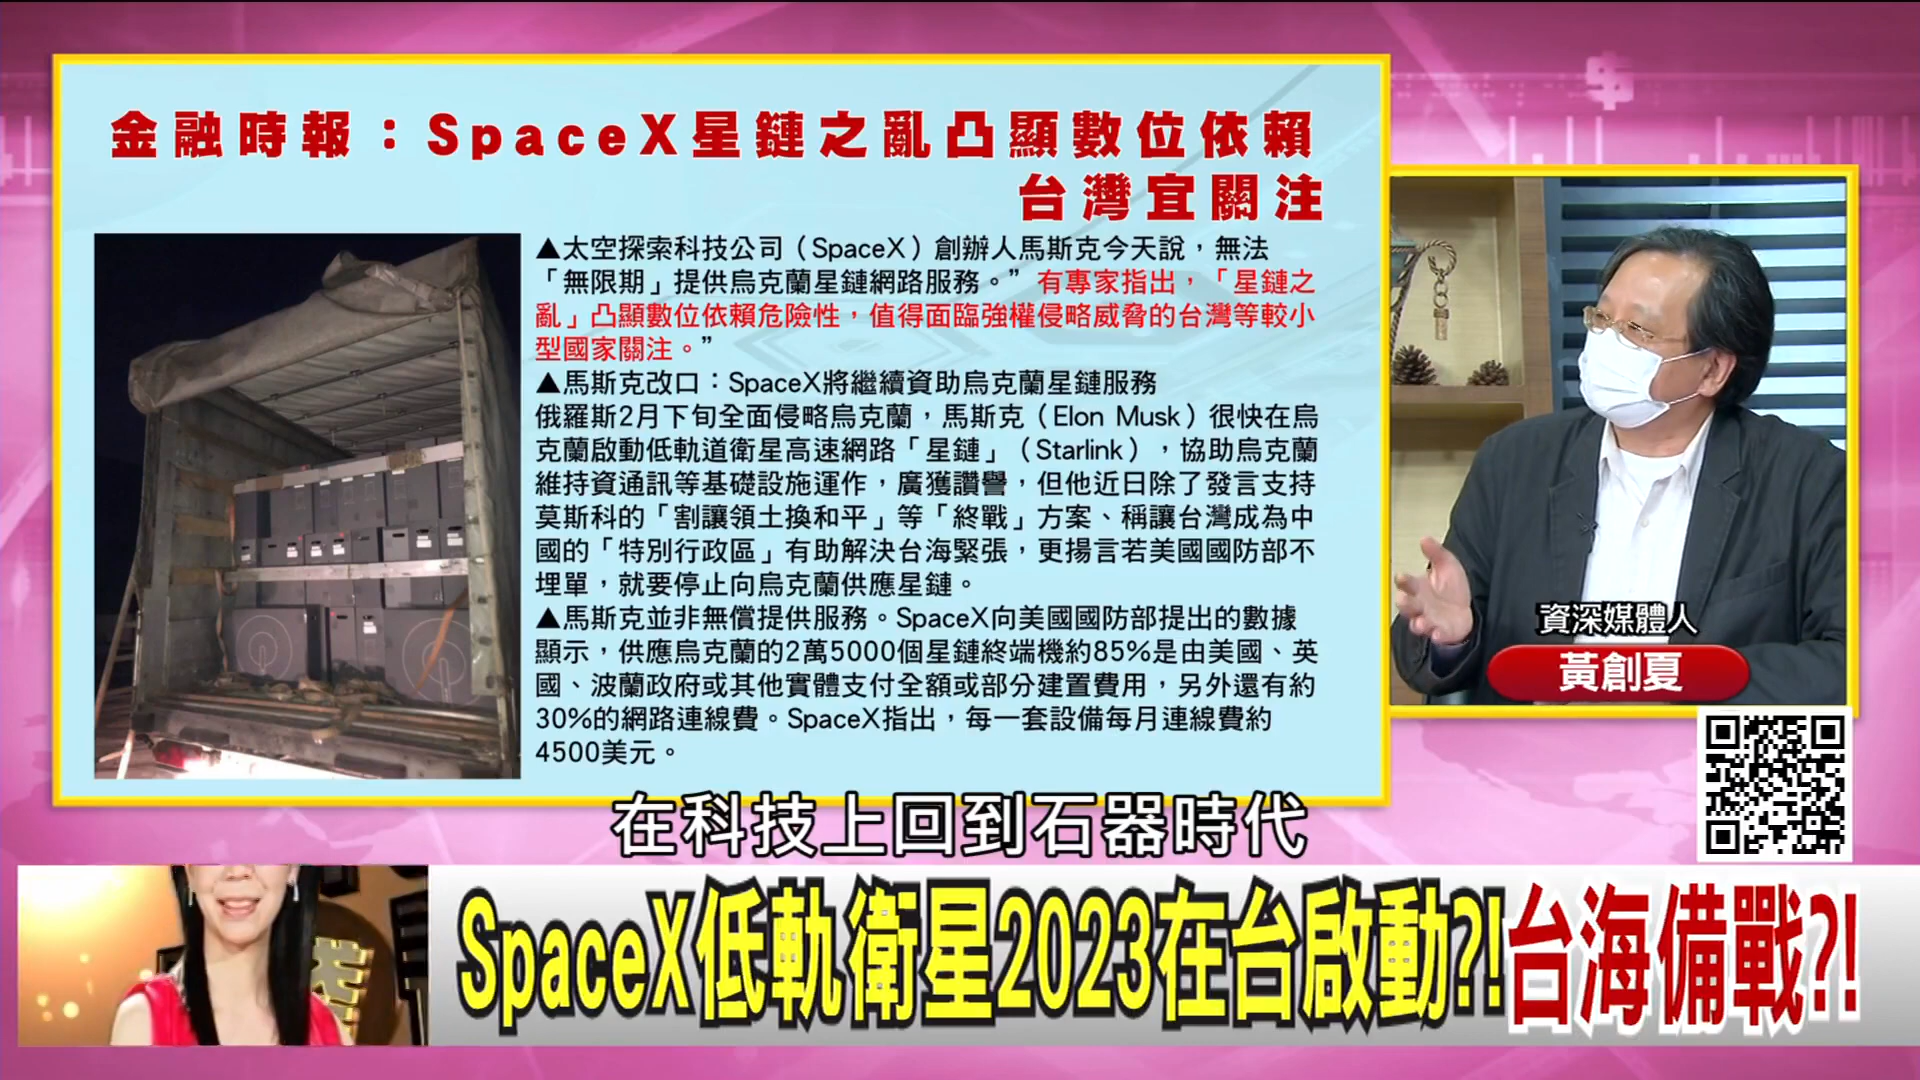 金融時報：SpaceX星鏈之亂凸顯數位依賴
台灣宜關注
▲太空探索科技公司（SpaceX）創辦人馬斯克今天說，無法
「無限期」提供烏克蘭星鏈網路服務。”有專家指出，「星鏈之
亂」凸顯數位依賴危險性，值得面臨強權侵略威脅的台灣等較小
型國家關注。”
▲馬斯克改口：SpaceX將繼續資助烏克蘭星鏈服務
俄羅斯2月下旬全面侵略烏克蘭，馬斯克（Elon Musk）很快在烏
克蘭啟動低軌道衛星高速網路「星鏈」（Starlink），協助烏克蘭
維持資通訊等基礎設施運作，廣獲讚譽，但他近日除了發言支持
莫斯科的「割讓領土換和平」等「終戰」方案、稱讓台灣成為中
國的「特別行政區」有助解決台海緊張，更揚言若美國國防部不
埋單，就要停止向烏克蘭供應星鏈。
▲馬斯克並非無償提供服務。SpaceX向美國國防部提出的數據
顯示，供應烏克蘭的2萬5000個星鏈終端機約85%是由美國、英
國、波蘭政府或其他實體支付全額或部分建置費用，另外還有約
30%的網路連線費。SpaceX指出，每一套設備每月連線費約
4500美元。
資深媒體人
黃創夏
在科技上回到石器時代
SpaceX低軌衛星2023在台啟動?!台海備戰?!